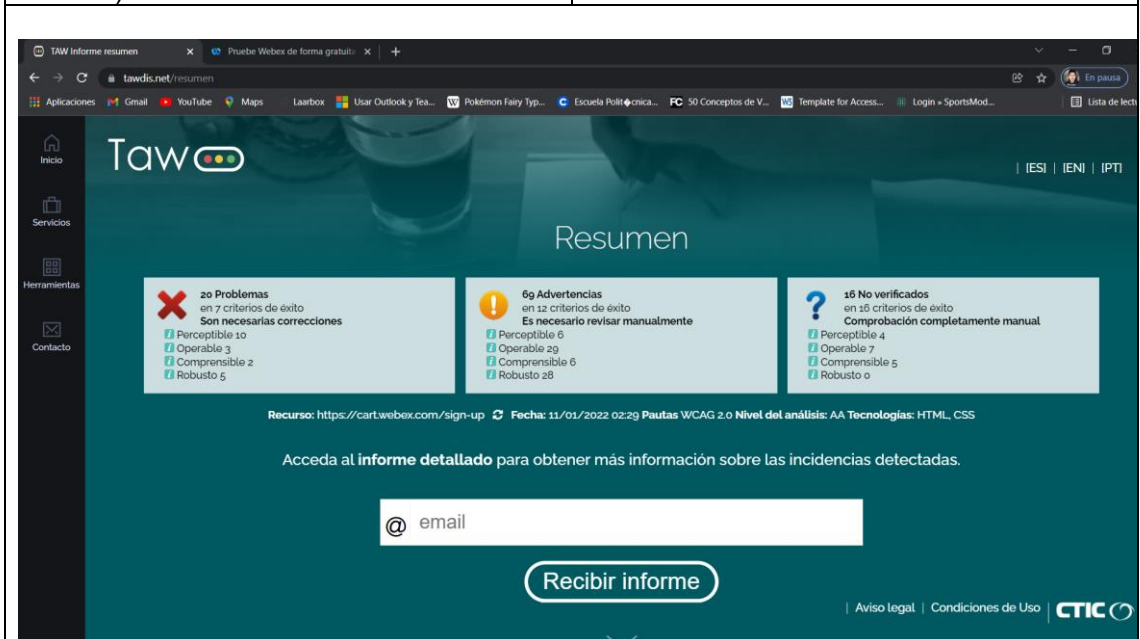 TAW Informe resumen
Pruebe Webex de forma gratuita
tawdis.net/resumen
En pausa
Aplicaciones Gmail YouTube Maps Laarbox Usar Outlook y Tea... Pokémon Fairy Typ... Escuela Polit�cnica... 50 Conceptos de V... Template for Access... Login » SportsMod... Lista de lect
Inicio
Servicios
Herramientas
Contacto
Taw
| [ES] | [EN] | [PT]
Resumen
20 Problemas
en 7 criterios de éxito
Son necesarias correcciones
Perceptible 10
Operable 3
Comprensible 2
Robusto 5
69 Advertencias
en 12 criterios de éxito
Es necesario revisar manualmente
Perceptible 6
Operable 29
Comprensible 6
Robusto 28
16 No verificados
en 16 criterios de éxito
Comprobación completamente manual
Perceptible 4
Operable 7
Comprensible 5
Robusto 0
Recurso: https://cart.webex.com/sign-up Fecha: 11/01/2022 02:29 Pautas WCAG 2.0 Nivel del análisis: AA Tecnologías: HTML, CSS
Acceda al informe detallado para obtener más información sobre las incidencias detectadas.
@ email
Recibir informe
| Aviso legal | Condiciones de Uso | CTIC